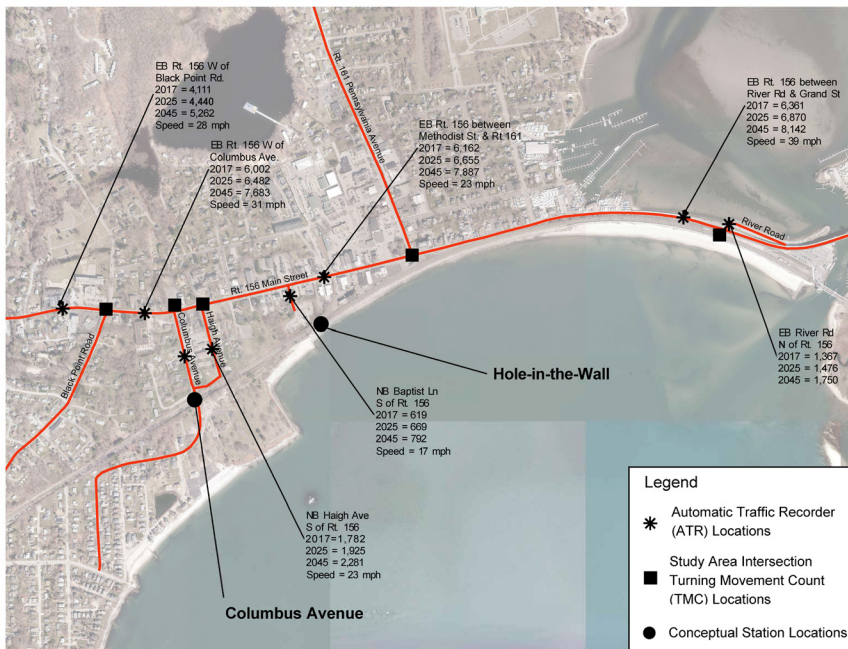 EB Rt. 156 W of
Black Point Rd.
2017 = 4,111
2025 = 4,440
2045 = 5,262
Speed = 28 mph
EB Rt. 156 W of
Columbus Ave.
2017 = 6,002
2025 = 6,482
2045 = 7,683
Speed = 31 mph
Rt. 161 Pennsylvania Avenue
EB Rt. 156 between
Methodist St. & Rt 161
2017 = 6,162
2025 = 6,655
2045 = 7,887
Speed = 23 mph
EB Rt. 156 between
River Rd & Grand St
2017 = 6,361
2025 = 6,870
2045 = 8,142
Speed = 39 mph
River Road
Rt. 156 Main Street
Black Point Road
Columbus Avenue
Haigh Avenue
Hole-in-the-Wall
EB River Rd
N of Rt. 156
2017 = 1,367
2025 = 1,476
2045 = 1,750
NB Baptist Ln
S of Rt. 156
2017 = 619
2025 = 669
2045 = 792
Speed = 17 mph
NB Haigh Ave
S of Rt. 156
2017=1,782
2025 = 1,925
2045 = 2,281
Speed = 23 mph
Columbus Avenue
Legend
Automatic Traffic Recorder
(ATR) Locations
Study Area Intersection
Turning Movement Count
(TMC) Locations
Conceptual Station Locations